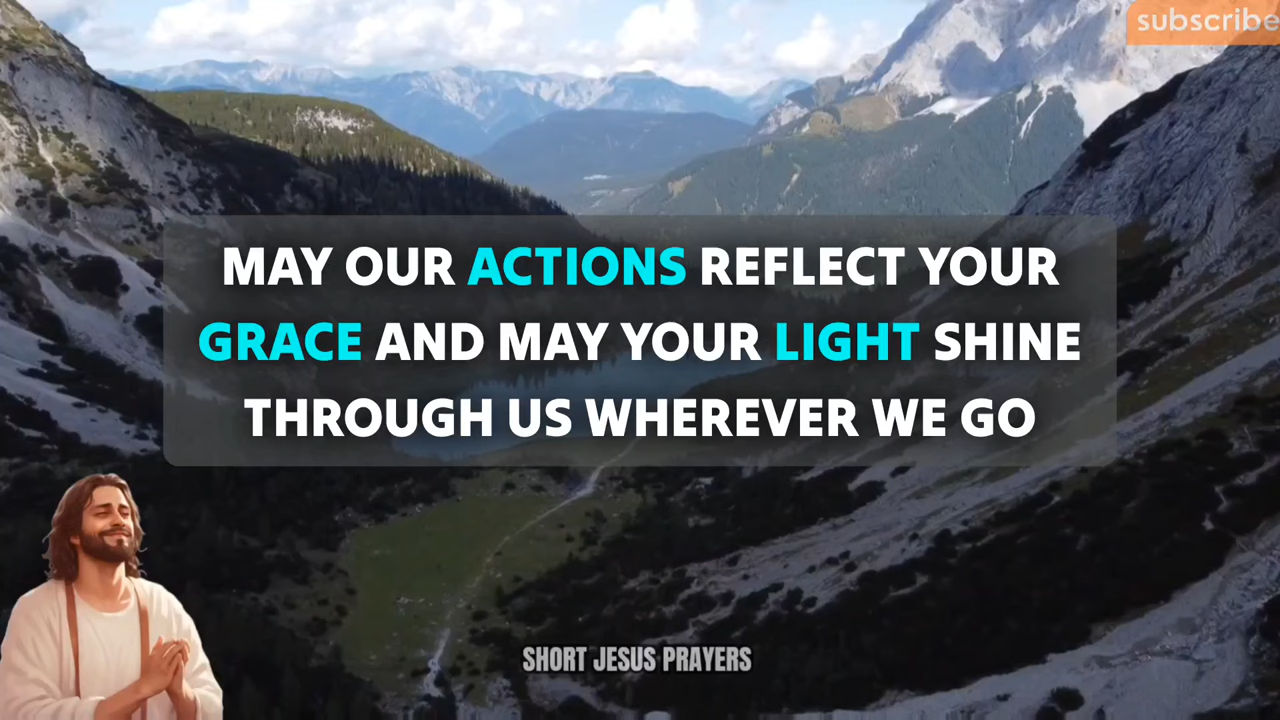 subscribe
MAY OUR ACTIONS REFLECT YOUR
GRACE AND MAY YOUR LIGHT SHINE
THROUGH US WHEREVER WE GO
SHORT JESUS PRAYERS